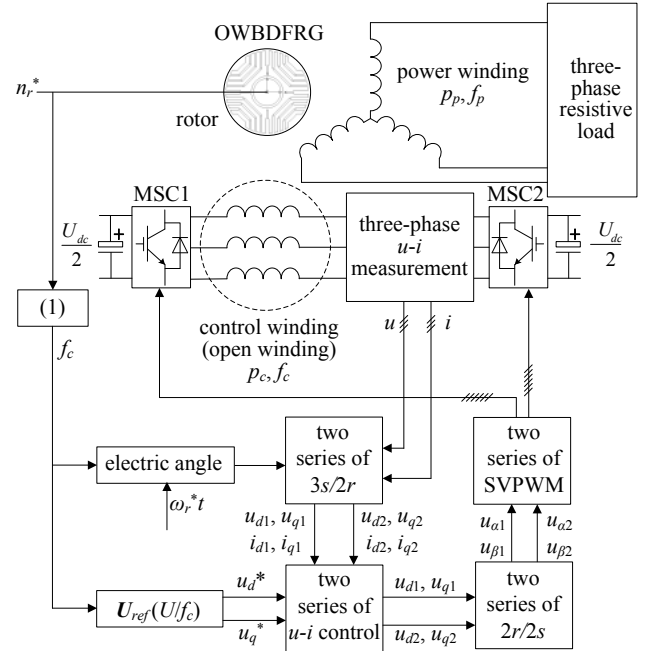 OWBDFRG
n_r*
rotor
power winding
p_p, f_p
three-
phase
resistive
load
MSC1
MSC2
U_dc
2
+
three-phase
u-i
measurement
+
U_dc
2
(1)
f_c
control winding
(open winding)
p_c, f_c
u
i
electric angle
ω_r* t
two
series of
3s/2r
two
series of
SVPWM
u_d1, u_q1
i_d1, i_q1
u_d2, u_q2
i_d2, i_q2
u_α1
u_β1
u_α2
u_β2
U_ref(U/f_c)
u_d*
u_q*
two
series of
u-i control
u_d1, u_q1
u_d2, u_q2
two
series of
2r/2s